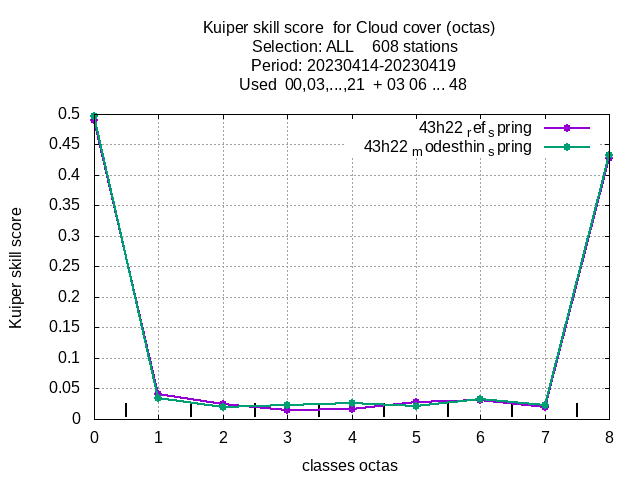 Kuiper skill score  for Cloud cover (octas)
Selection: ALL    608 stations
Period: 20230414-20230419
Used  00,03,...,21  + 03 06 ... 48
43h22 ref spring
43h22 modesthin spring
0.5
0.45
0.4
0.35
0.3
0.25
0.2
0.15
0.1
0.05
0
Kuiper skill score
0 1 2 3 4 5 6 7 8
classes octas